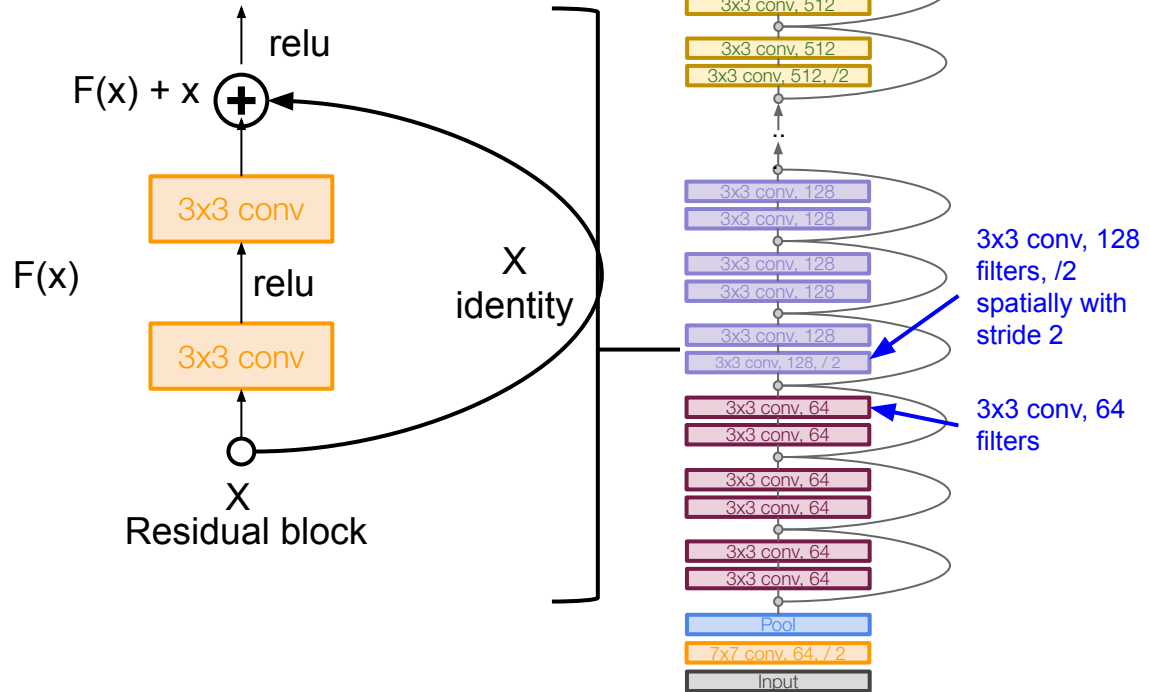 relu
F(x) + x
3x3 conv
F(x)
relu
X
identity
3x3 conv
X
Residual block
3x3 conv, 512
3x3 conv, 512
3x3 conv, 512, /2
..
3x3 conv, 128
3x3 conv, 128
3x3 conv, 128
3x3 conv, 128
3x3 conv, 128
3x3 conv, 128, / 2
3x3 conv, 64
3x3 conv, 64
3x3 conv, 64
3x3 conv, 64
3x3 conv, 64
3x3 conv, 64
Pool
7x7 conv, 64, / 2
Input
3x3 conv, 128
filters, /2
spatially with
stride 2
3x3 conv, 64
filters